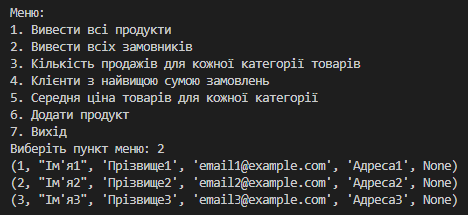 Меню:
1. Вивести всі продукти
2. Вивести всіх замовників
3. Кількість продажів для кожної категорії товарів
4. Клієнти з найвищою сумою замовлень
5. Середня ціна товарів для кожної категорії
6. Додати продукт
7. Вихід
Виберіть пункт меню: 2
(1, "Ім'я1", 'Прізвище1', 'email1@example.com', 'Адреса1', None)
(2, "Ім'я2", 'Прізвище2', 'email2@example.com', 'Адреса2', None)
(3, "Ім'я3", 'Прізвище3', 'email3@example.com', 'Адреса3', None)